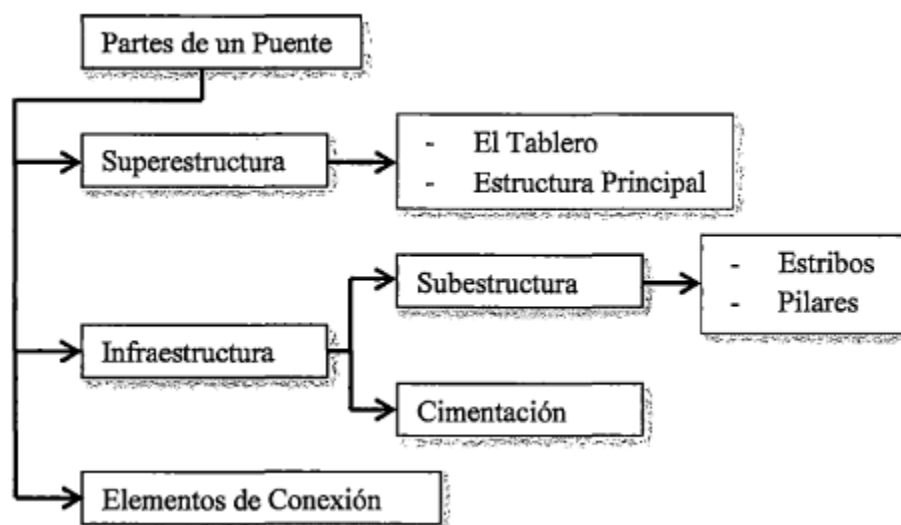 Partes de un Puente
Superestructura
- El Tablero
- Estructura Principal
Infraestructura
Subestructura
- Estribos
- Pilares
Cimentación
Elementos de Conexión